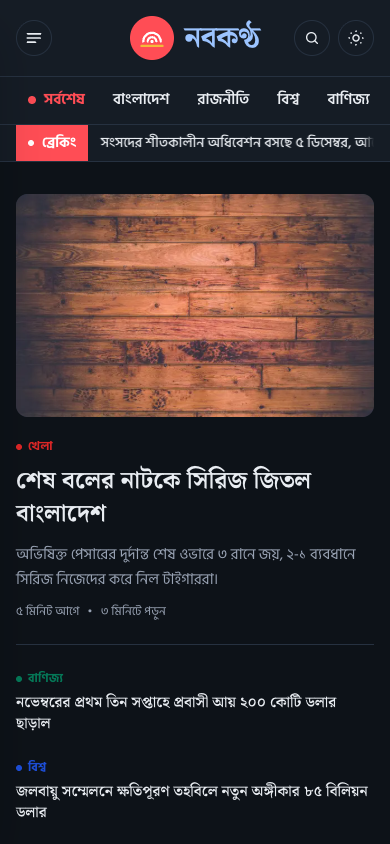 নবকণ্ঠ
সর্বশেষ বাংলাদেশ রাজনীতি বিশ্ব বাণিজ্য
ব্রেকিং সংসদের শীতকালীন অধিবেশন বসছে ৫ ডিসেম্বর,
খেলা
শেষ বলের নাটকে সিরিজ জিতল
বাংলাদেশ
অভিষিক্ত পেসারের দুর্দান্ত শেষ ওভারে ৩ রানে জয়, ২-১ ব্যবধানে
সিরিজ নিজেদের করে নিল টাইগাররা।
৫ মিনিট আগে • ৩ মিনিটে পড়ুন
বাণিজ্য
নভেম্বরের প্রথম তিন সপ্তাহে প্রবাসী আয় ২০০ কোটি ডলার
ছাড়াল
বিশ্ব
জলবায়ু সম্মেলনে ক্ষতিপূরণ তহবিলে নতুন অঙ্গীকার ৮৫ বিলিয়ন
ডলার